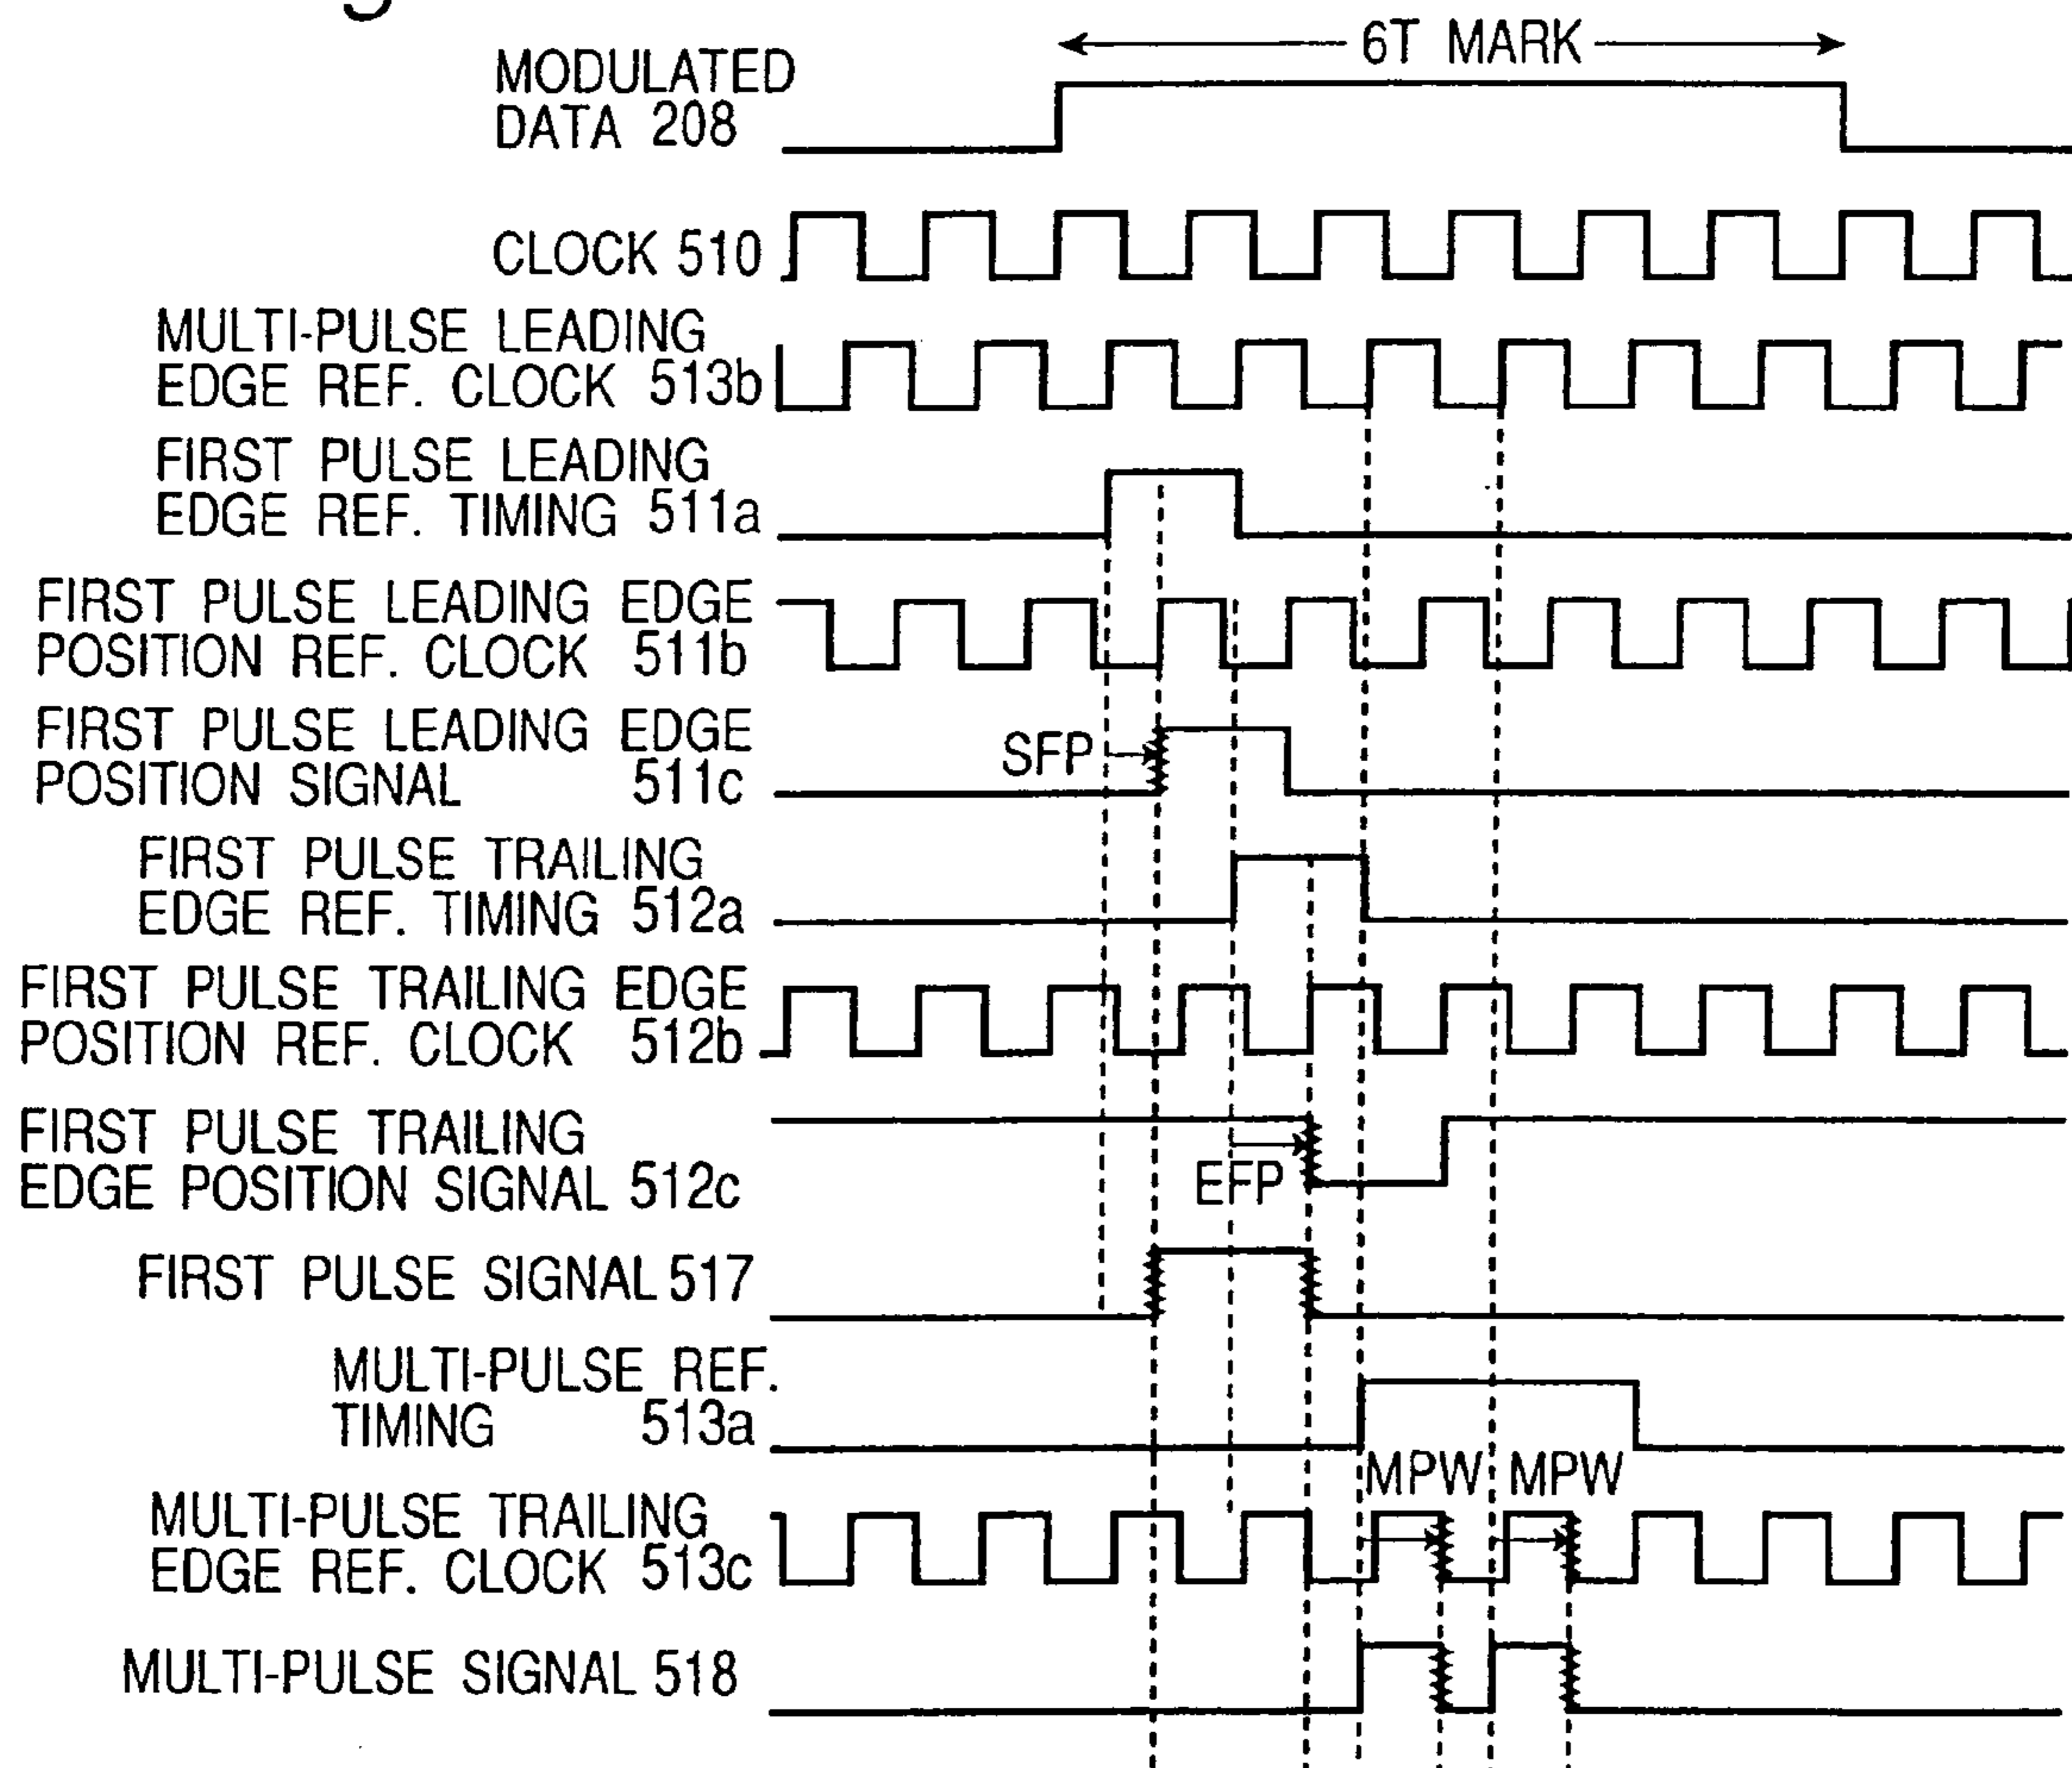 6T MARK
MODULATED
DATA 208
CLOCK 510
MULTI-PULSE LEADING
EDGE REF. CLOCK 513b
FIRST PULSE LEADING
EDGE REF. TIMING 511a
FIRST PULSE LEADING EDGE
POSITION REF. CLOCK 511b
FIRST PULSE LEADING EDGE
POSITION SIGNAL 511c
SFP
FIRST PULSE TRAILING
EDGE REF. TIMING 512a
FIRST PULSE TRAILING EDGE
POSITION REF. CLOCK 512b
FIRST PULSE TRAILING
EDGE POSITION SIGNAL 512c
EFP
FIRST PULSE SIGNAL 517
MULTI-PULSE REF.
TIMING 513a
MPW MPW
MULTI-PULSE TRAILING
EDGE REF. CLOCK 513c
MULTI-PULSE SIGNAL 518